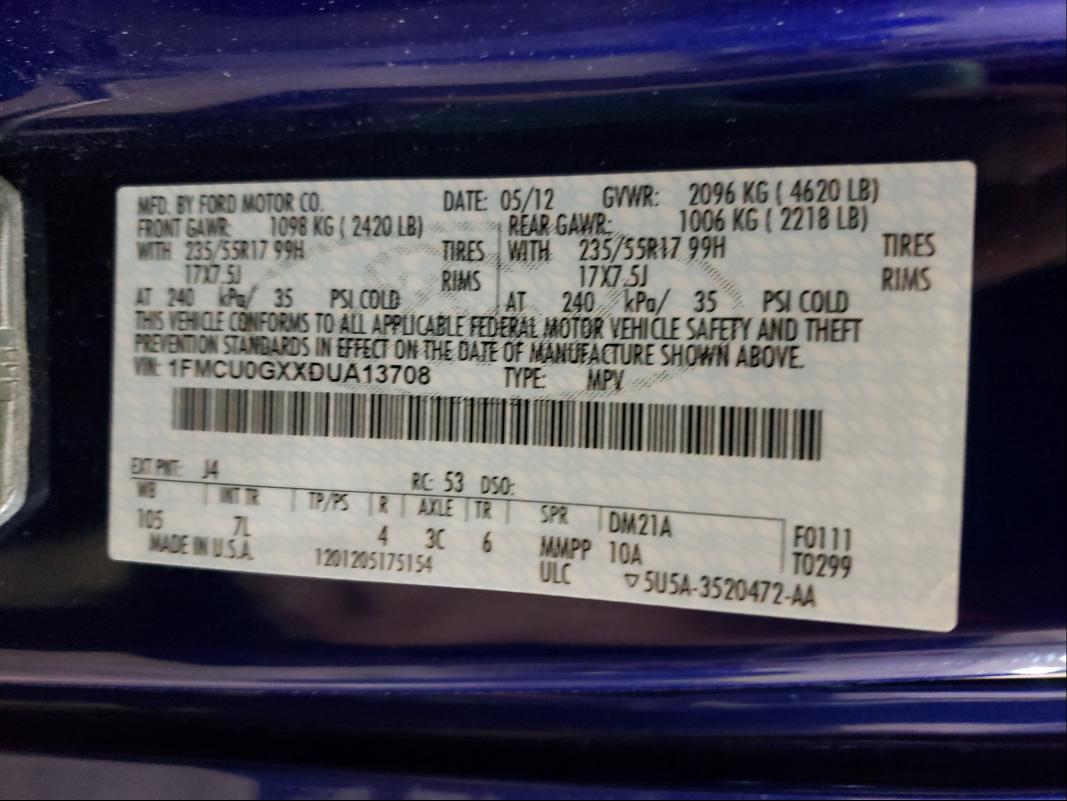 MFD. BY FORD MOTOR CO. DATE: 05/12 GVWR: 2096 KG ( 4620 LB)
FRONT GAWR: 1098 KG ( 2420 LB) REAR GAWR: 1006 KG ( 2218 LB)
WITH 235/55R17 99H TIRES WITH 235/55R17 99H TIRES
17X7.5J RIMS 17X7.5J RIMS
AT 240 kPa/ 35 PSI COLD AT 240 kPa/ 35 PSI COLD
THIS VEHICLE CONFORMS TO ALL APPLICABLE FEDERAL MOTOR VEHICLE SAFETY AND THEFT
PREVENTION STANDARDS IN EFFECT ON THE DATE OF MANUFACTURE SHOWN ABOVE.
VIN: 1FMCU0GXXDUA13708 TYPE: MPV
EXT PNT: J4 RC: 53 DSO:
WB INT TR TP/PS R AXLE TR SPR DM21A F0111
105 7L 4 3C 6 MMPP 10A T0299
MADE IN U.S.A. 1201205175154 ULC ▽5U5A-3520472-AA